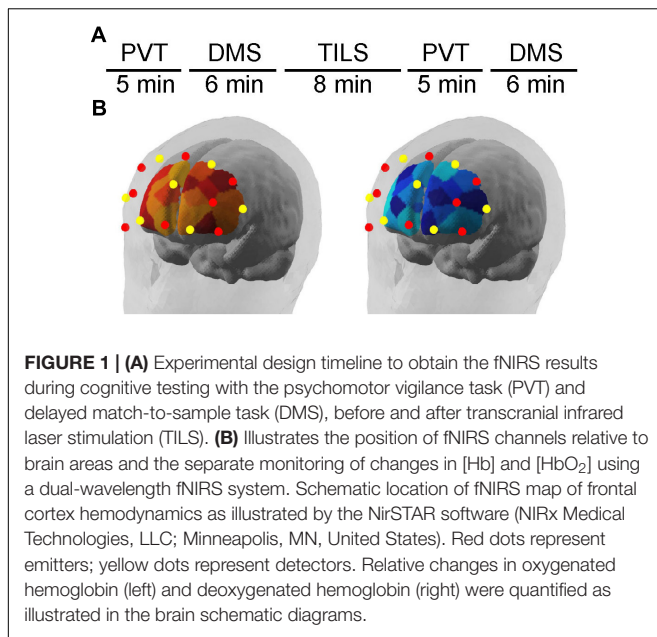 A
PVT DMS TILS PVT DMS
5 min 6 min 8 min 5 min 6 min
B
FIGURE 1 | (A) Experimental design timeline to obtain the fNIRS results
during cognitive testing with the psychomotor vigilance task (PVT) and
delayed match-to-sample task (DMS), before and after transcranial infrared
laser stimulation (TILS). (B) Illustrates the position of fNIRS channels relative to
brain areas and the separate monitoring of changes in [Hb] and [HbO₂] using
a dual-wavelength fNIRS system. Schematic location of fNIRS map of frontal
cortex hemodynamics as illustrated by the NirSTAR software (NIRx Medical
Technologies, LLC; Minneapolis, MN, United States). Red dots represent
emitters; yellow dots represent detectors. Relative changes in oxygenated
hemoglobin (left) and deoxygenated hemoglobin (right) were quantified as
illustrated in the brain schematic diagrams.